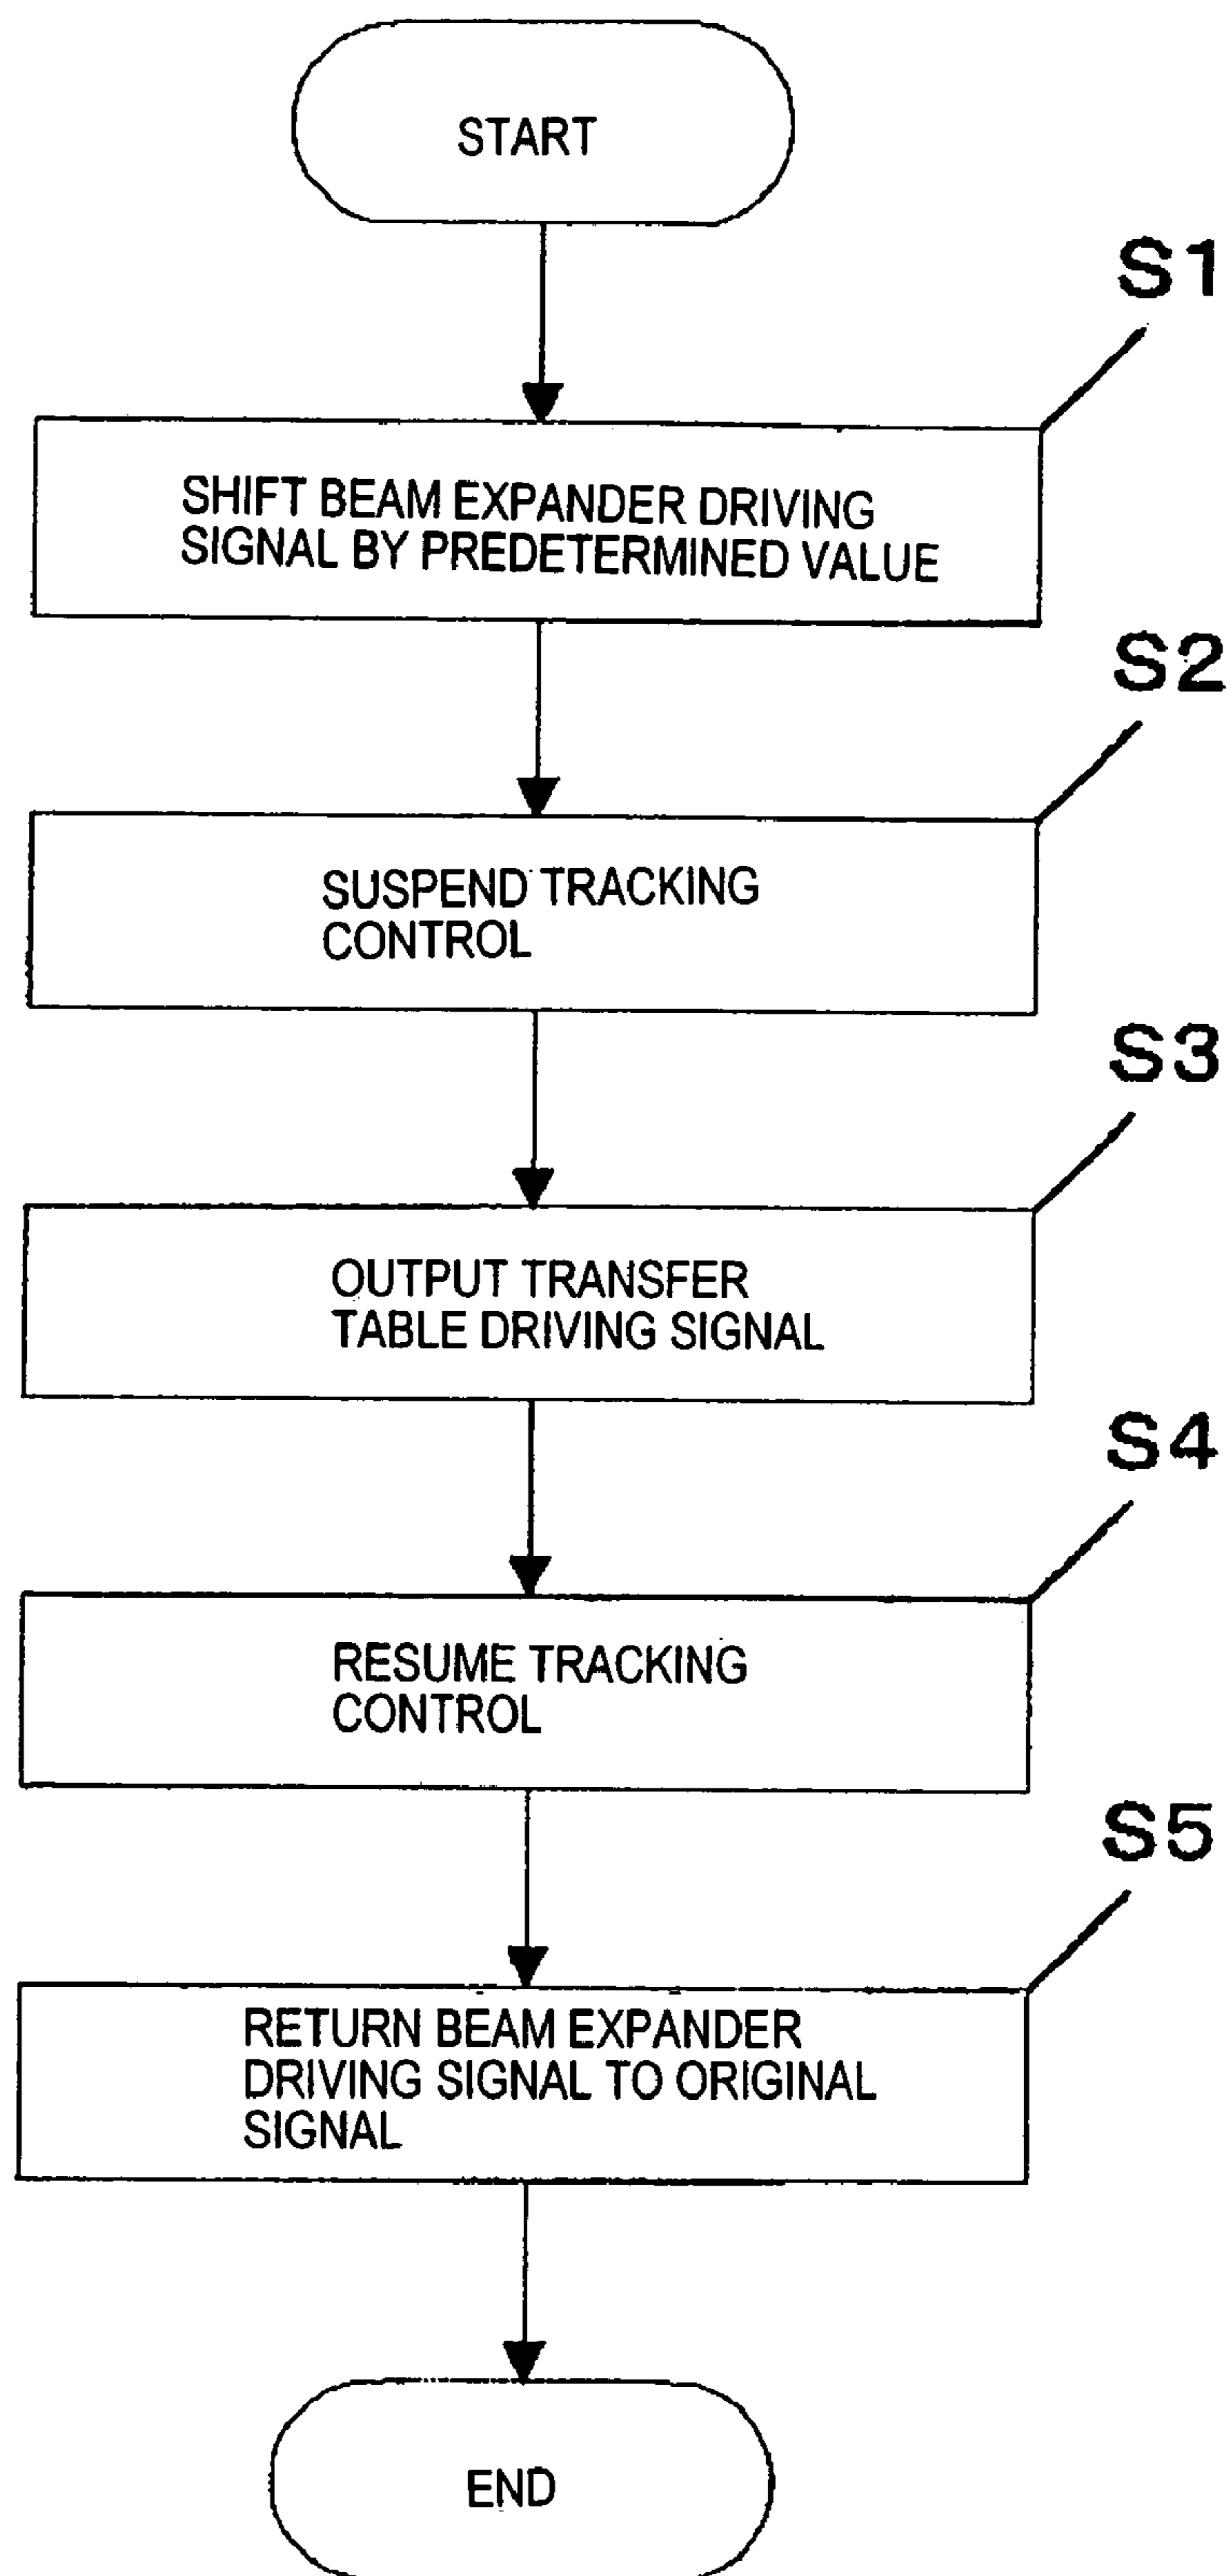 START
S1
SHIFT BEAM EXPANDER DRIVING
SIGNAL BY PREDETERMINED VALUE
S2
SUSPEND TRACKING
CONTROL
S3
OUTPUT TRANSFER
TABLE DRIVING SIGNAL
S4
RESUME TRACKING
CONTROL
S5
RETURN BEAM EXPANDER
DRIVING SIGNAL TO ORIGINAL
SIGNAL
END